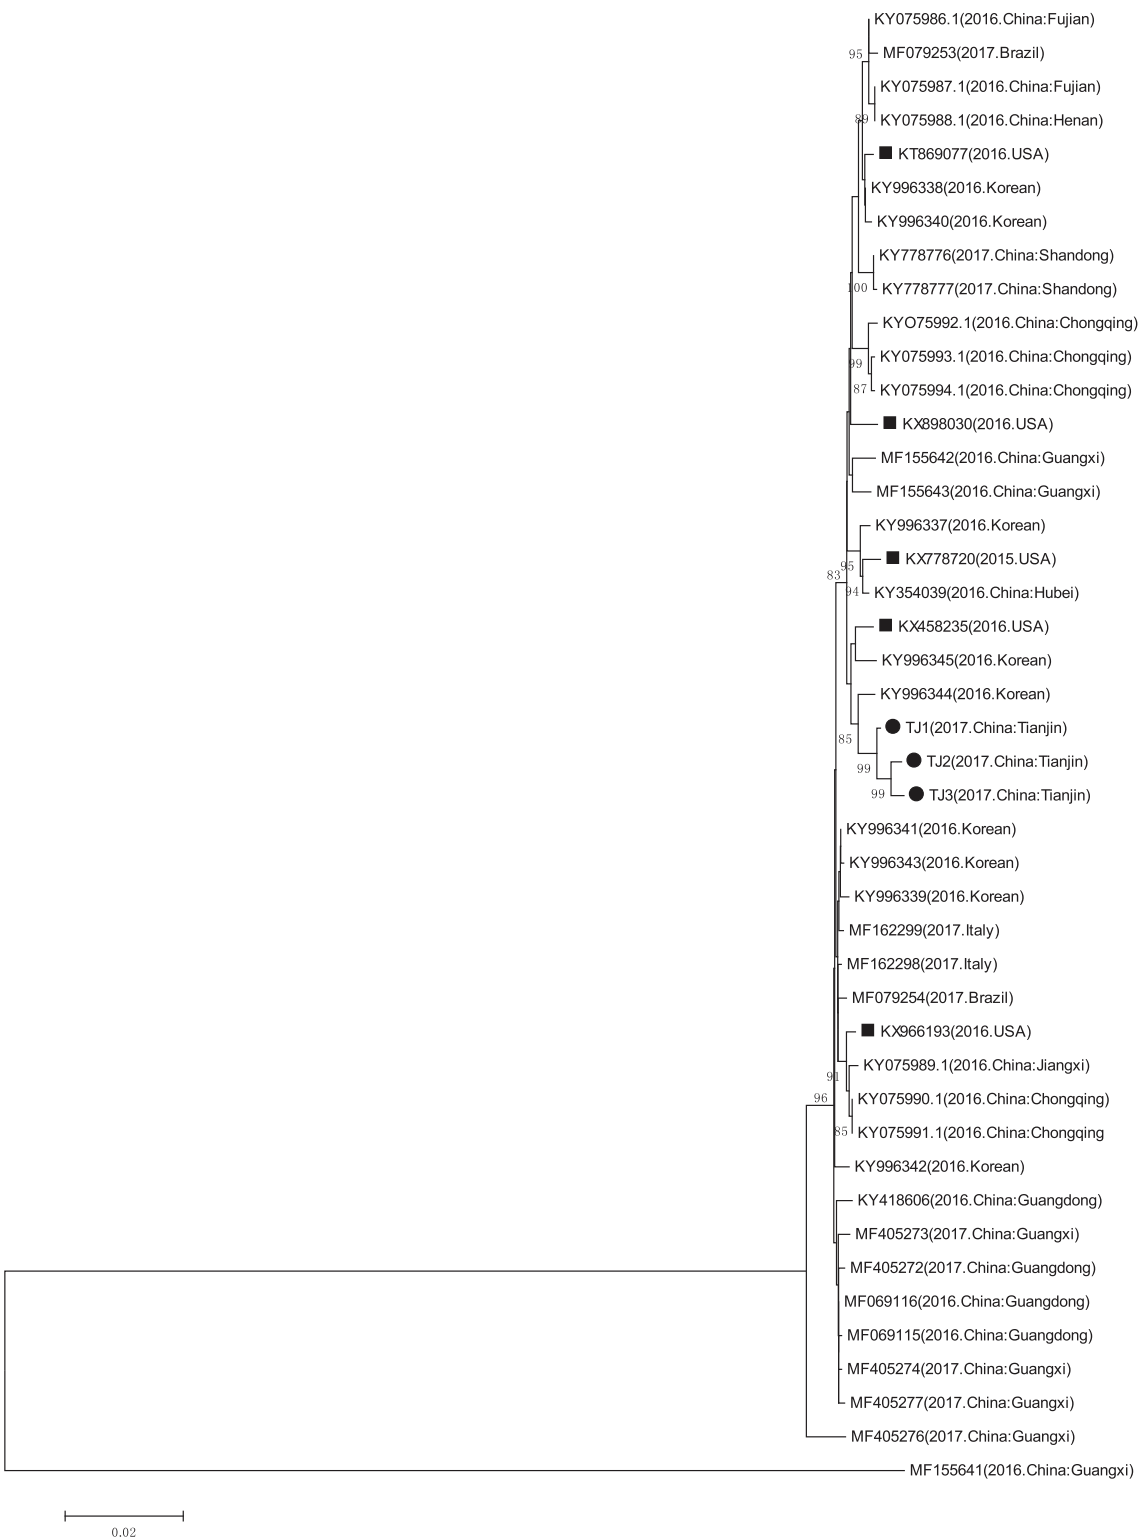 KY075986.1(2016.China:Fujian)
95
MF079253(2017.Brazil)
KY075987.1(2016.China:Fujian)
89
KY075988.1(2016.China:Henan)
KT869077(2016.USA)
KY996338(2016.Korean)
KY996340(2016.Korean)
KY778776(2017.China:Shandong)
100
KY778777(2017.China:Shandong)
KYO75992.1(2016.China:Chongqing)
KY075993.1(2016.China:Chongqing)
99
87
KY075994.1(2016.China:Chongqing)
KX898030(2016.USA)
MF155642(2016.China:Guangxi)
MF155643(2016.China:Guangxi)
KY996337(2016.Korean)
KX778720(2015.USA)
95
83
94
KY354039(2016.China:Hubei)
KX458235(2016.USA)
KY996345(2016.Korean)
KY996344(2016.Korean)
TJ1(2017.China:Tianjin)
85
TJ2(2017.China:Tianjin)
99
99
TJ3(2017.China:Tianjin)
KY996341(2016.Korean)
KY996343(2016.Korean)
KY996339(2016.Korean)
MF162299(2017.Italy)
MF162298(2017.Italy)
MF079254(2017.Brazil)
KX966193(2016.USA)
KY075989.1(2016.China:Jiangxi)
91
96
KY075990.1(2016.China:Chongqing)
85
KY075991.1(2016.China:Chongqing
KY996342(2016.Korean)
KY418606(2016.China:Guangdong)
MF405273(2017.China:Guangxi)
MF405272(2017.China:Guangdong)
MF069116(2016.China:Guangdong)
MF069115(2016.China:Guangdong)
MF405274(2017.China:Guangxi)
MF405277(2017.China:Guangxi)
MF405276(2017.China:Guangxi)
MF155641(2016.China:Guangxi)
0.02